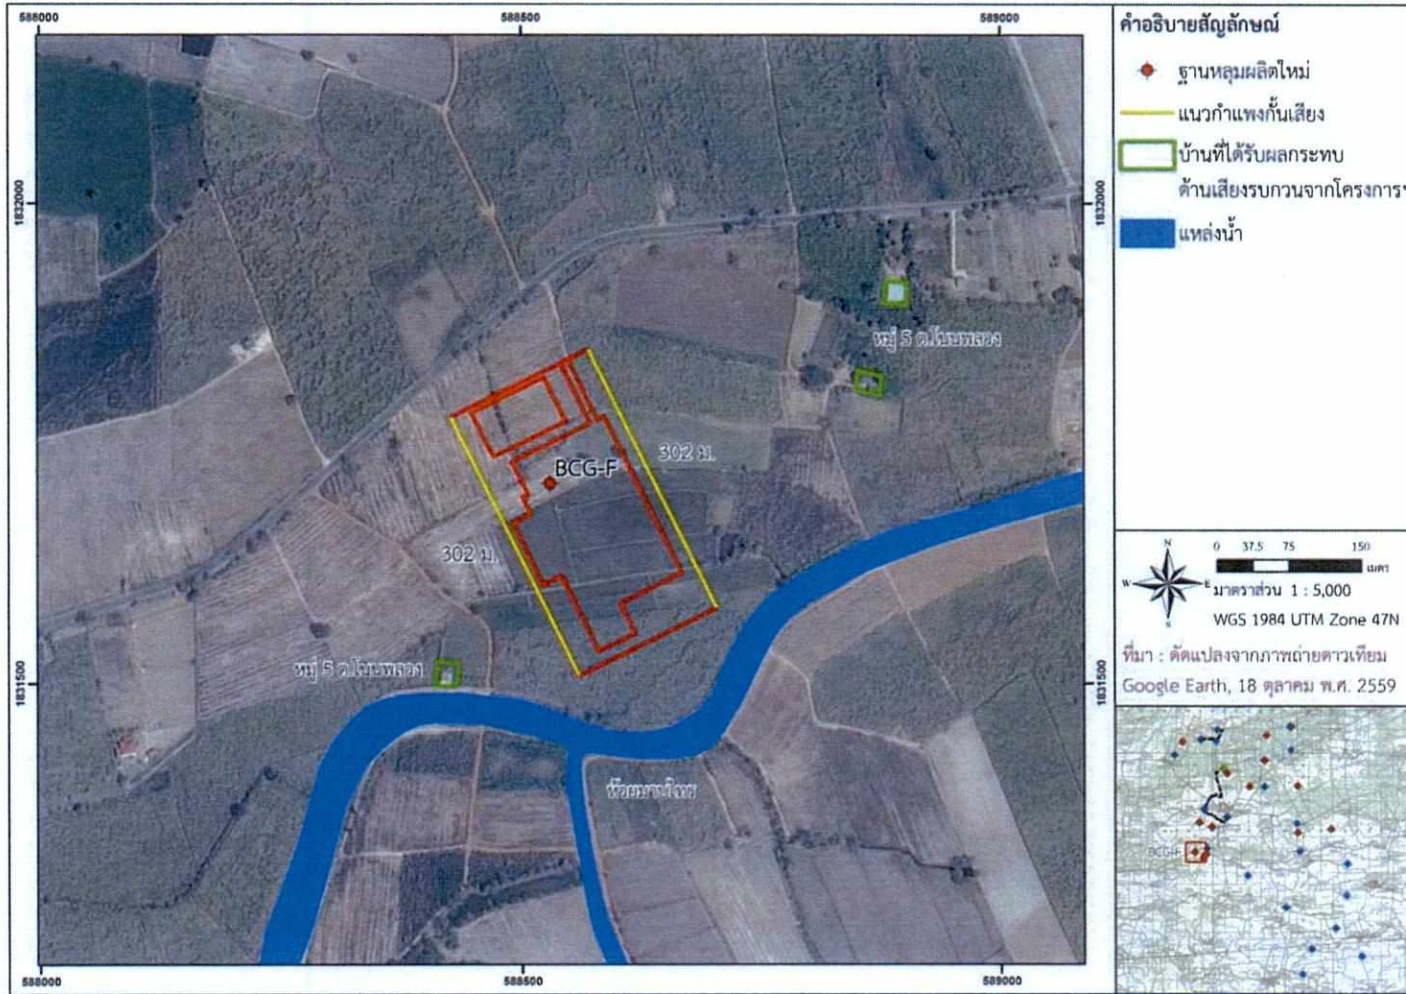 588000
588500
589000
1832000
1832000
1831500
1831500
หมู่ 5 ต.โนนพลวง
302 ม.
BCG-F
302 ม.
หมู่ 5 ต.โนนพลวง
588000
588500
589000
คำอธิบายสัญลักษณ์
ฐานหลุมผลิตใหม่
แนวกำแพงกั้นเสียง
บ้านที่ได้รับผลกระทบ
ด้านเสียงรบกวนจากโครงการ
แหล่งน้ำ
N
W
E
S
0 37.5 75 150
เมตร
มาตราส่วน 1 : 5,000
WGS 1984 UTM Zone 47N
ที่มา : ดัดแปลงจากภาพถ่ายดาวเทียม
Google Earth, 18 ตุลาคม พ.ศ. 2559
BCG-F